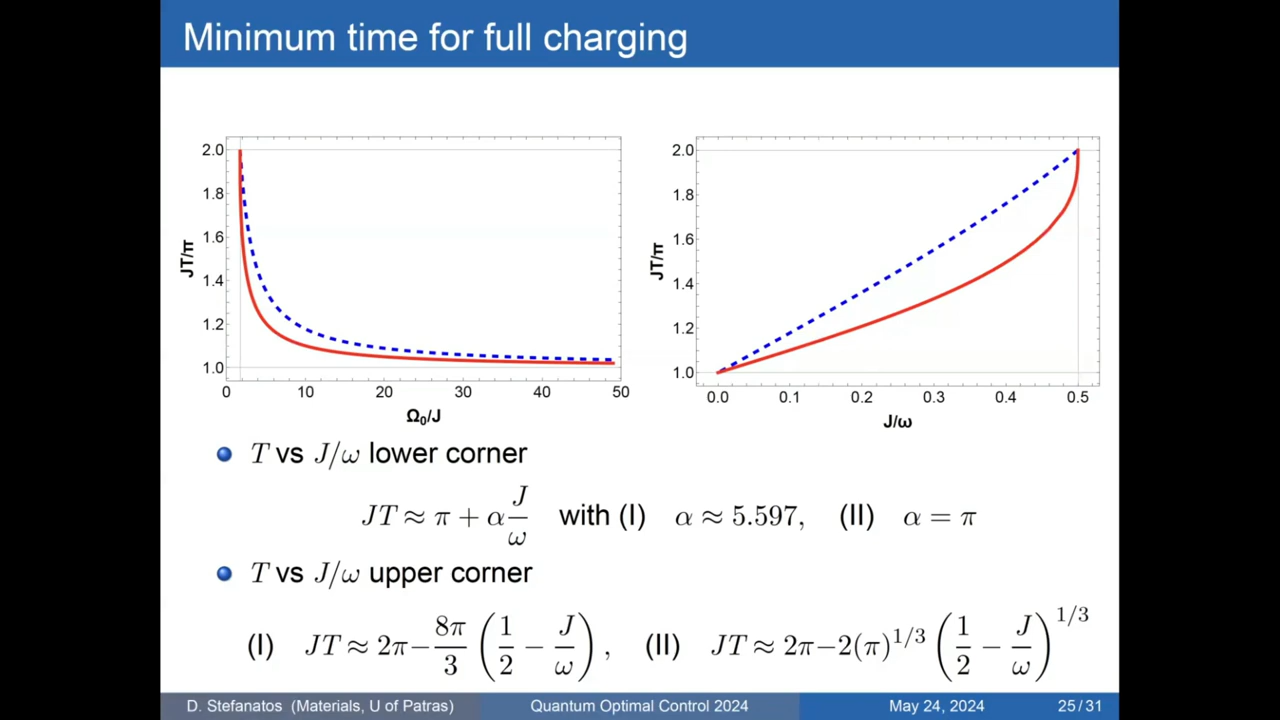 Minimum time for full charging
2.0
1.8
1.6
1.4
1.2
1.0
JT/π
0 10 20 30 40 50
Ω₀/J
2.0
1.8
1.6
1.4
1.2
1.0
JT/π
0.0 0.1 0.2 0.3 0.4 0.5
J/ω
T vs J/ω lower corner
JT ≈ π + α J/ω with (I) α ≈ 5.597, (II) α = π
T vs J/ω upper corner
(I) JT ≈ 2π − 8π/3 (1/2 − J/ω), (II) JT ≈ 2π−2(π)^1/3 (1/2 − J/ω)^1/3
D. Stefanatos (Materials, U of Patras) Quantum Optimal Control 2024 May 24, 2024 25 / 31